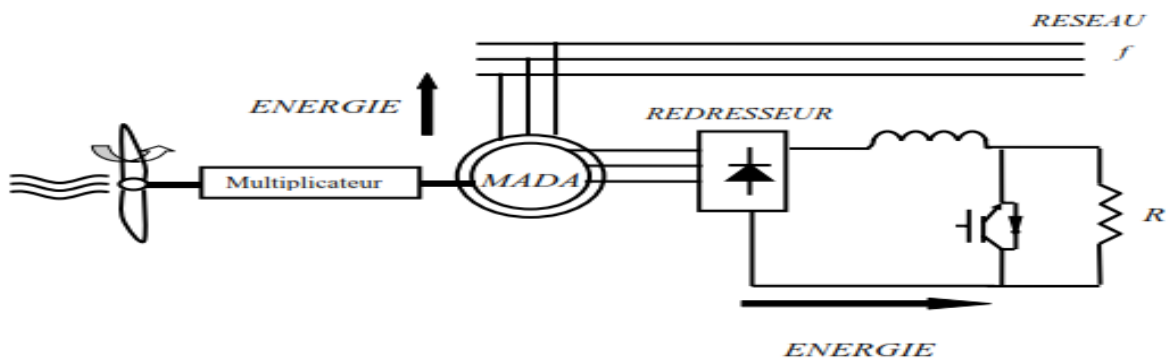 RESEAU
f
ENERGIE
REDRESSEUR
Multiplicateur
MADA
R
ENERGIE